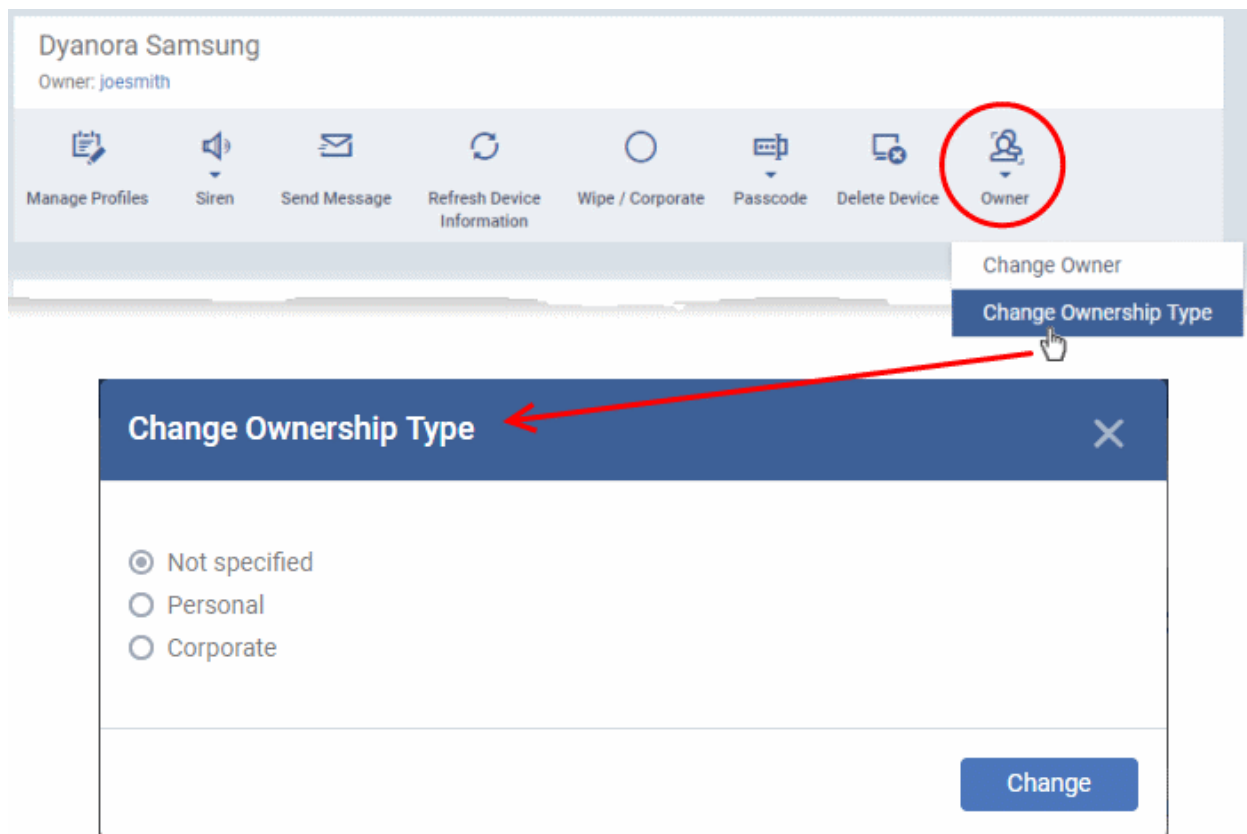 Dyanora Samsung
Owner: joesmith
Manage Profiles
Siren
Send Message
Refresh Device
Information
Wipe / Corporate
Passcode
Delete Device
Owner
Change Owner
Change Ownership Type
Change Ownership Type
Not specified
Personal
Corporate
Change